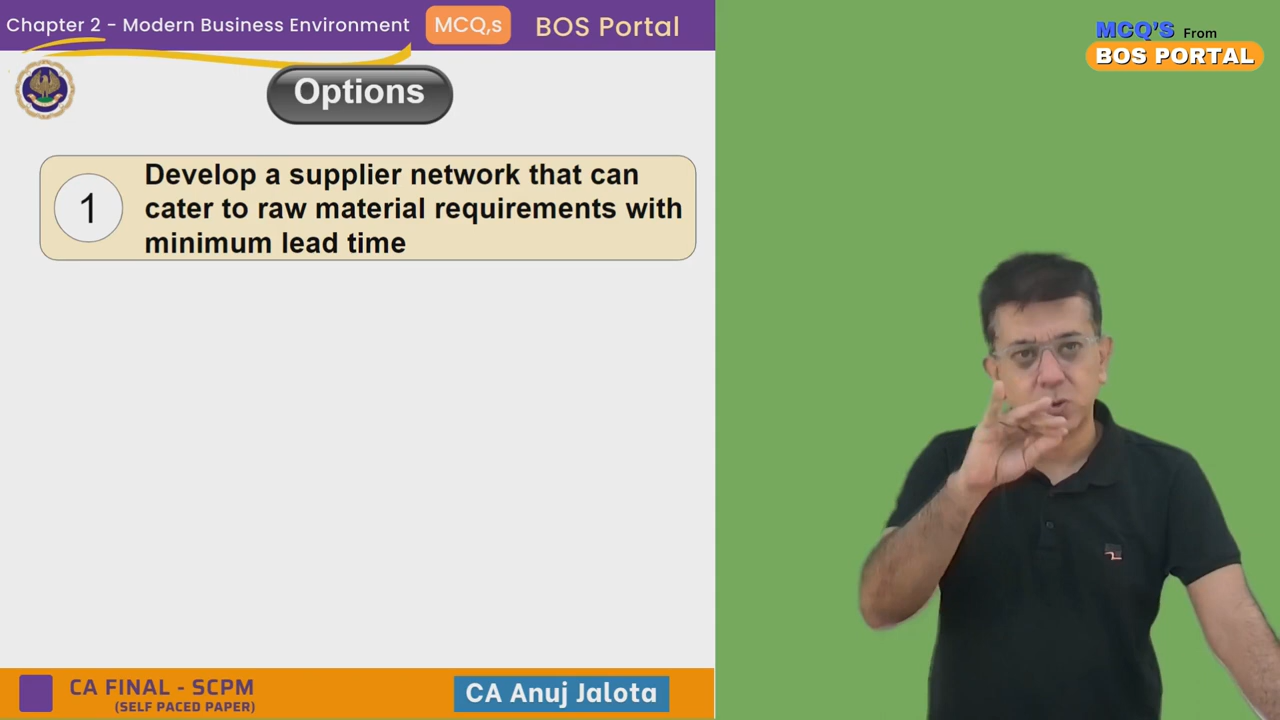 Chapter 2 - Modern Business Environment
MCQ,s
BOS Portal
MCQ'S From
BOS PORTAL
Options
1
Develop a supplier network that can
cater to raw material requirements with
minimum lead time
CA FINAL - SCPM
(SELF PACED PAPER)
CA Anuj Jalota